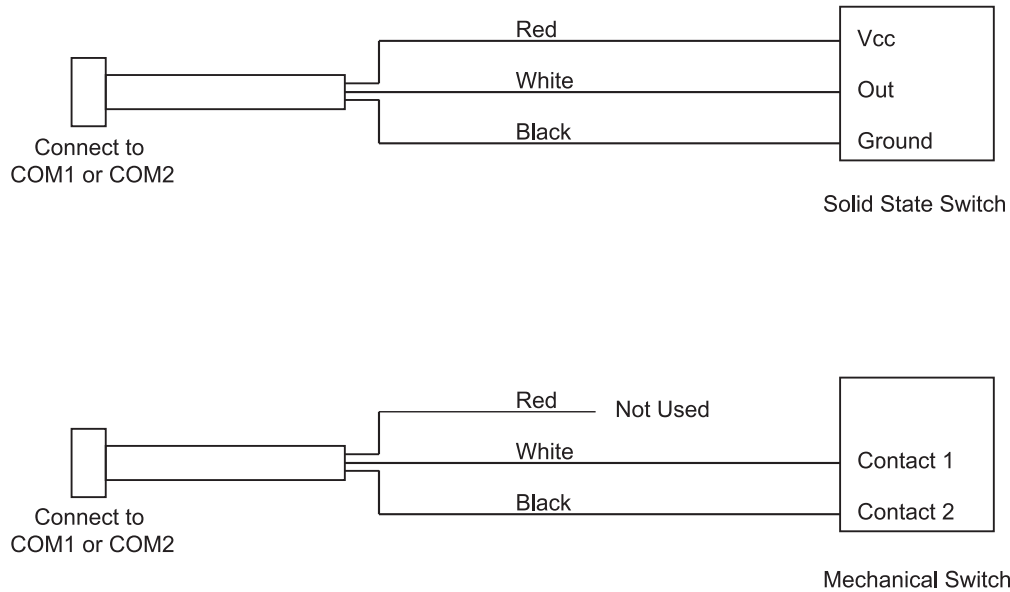 Red
Vcc
White
Out
Black
Ground
Connect to
COM1 or COM2
Solid State Switch
Red
Not Used
White
Contact 1
Black
Contact 2
Connect to
COM1 or COM2
Mechanical Switch